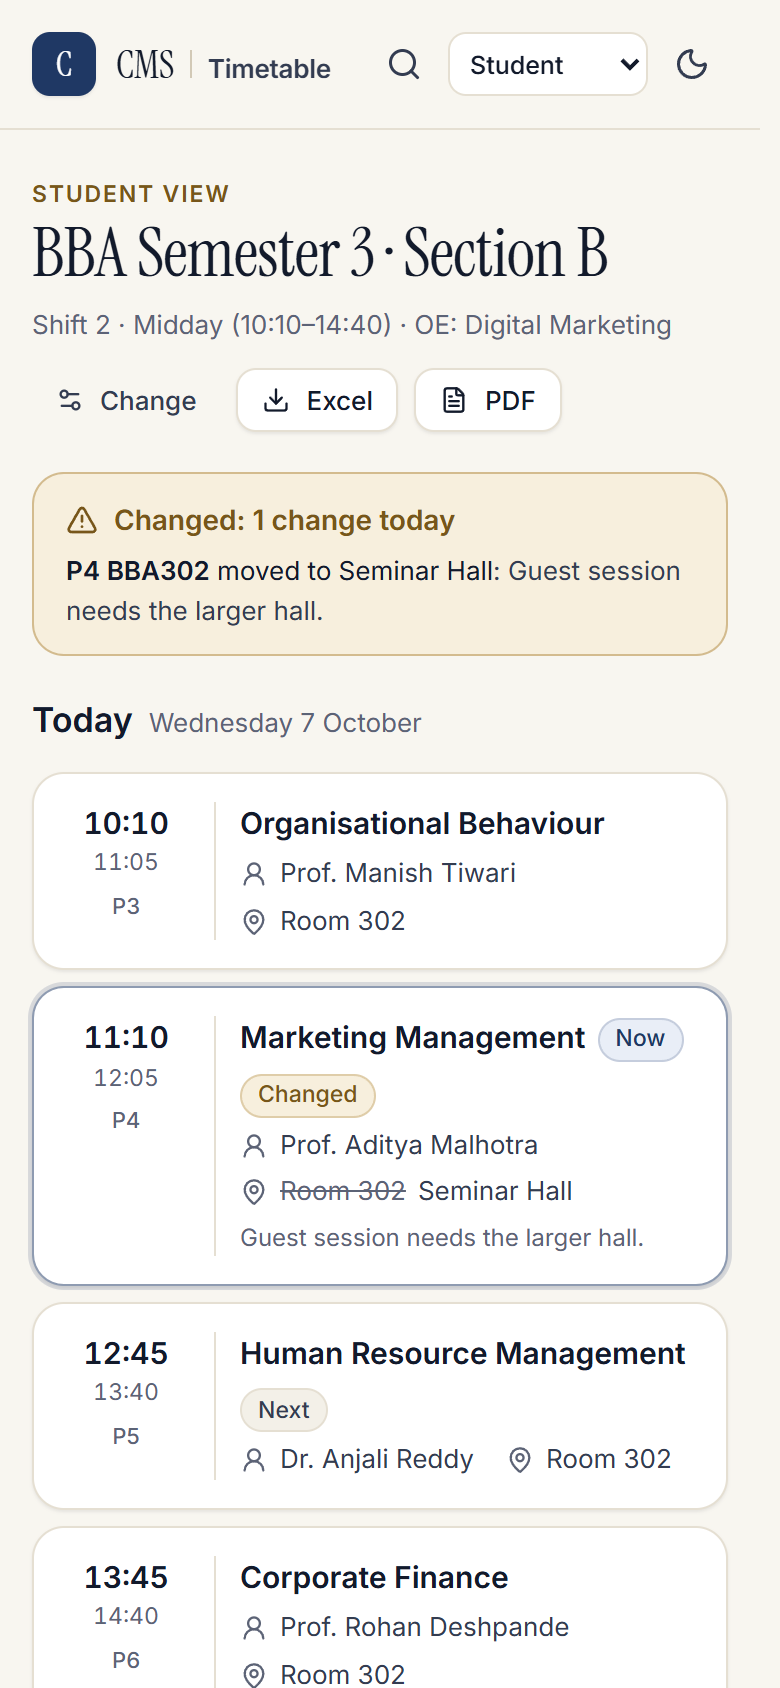 C CMS Timetable Student
STUDENT VIEW
BBA Semester 3 · Section B
Shift 2 · Midday (10:10–14:40) · OE: Digital Marketing
Change Excel PDF
Changed: 1 change today
P4 BBA302 moved to Seminar Hall: Guest session
needs the larger hall.
Today Wednesday 7 October
10:10 Organisational Behaviour
11:05 Prof. Manish Tiwari
P3 Room 302
11:10 Marketing Management Now
12:05 Changed
P4
Prof. Aditya Malhotra
Room 302 Seminar Hall
Guest session needs the larger hall.
12:45 Human Resource Management
13:40 Next
P5
Dr. Anjali Reddy Room 302
13:45 Corporate Finance
14:40 Prof. Rohan Deshpande
P6 Room 302